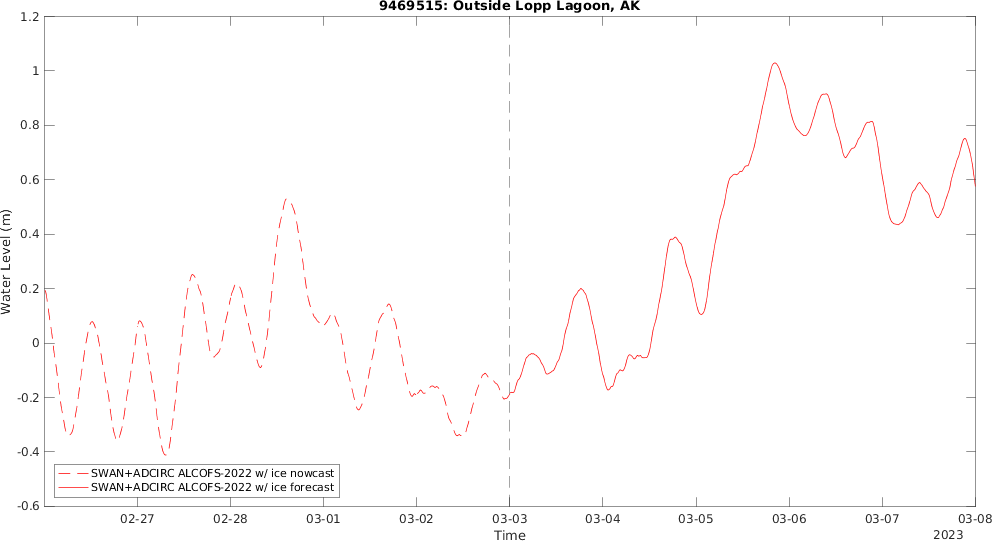 9469515: Outside Lopp Lagoon, AK
1.2
1
0.8
0.6
0.4
0.2
0
-0.2
-0.4
-0.6
Water Level (m)
SWAN+ADCIRC ALCOFS-2022 w/ ice nowcast
SWAN+ADCIRC ALCOFS-2022 w/ ice forecast
02-27 02-28 03-01 03-02 03-03 03-04 03-05 03-06 03-07 03-08
Time
2023